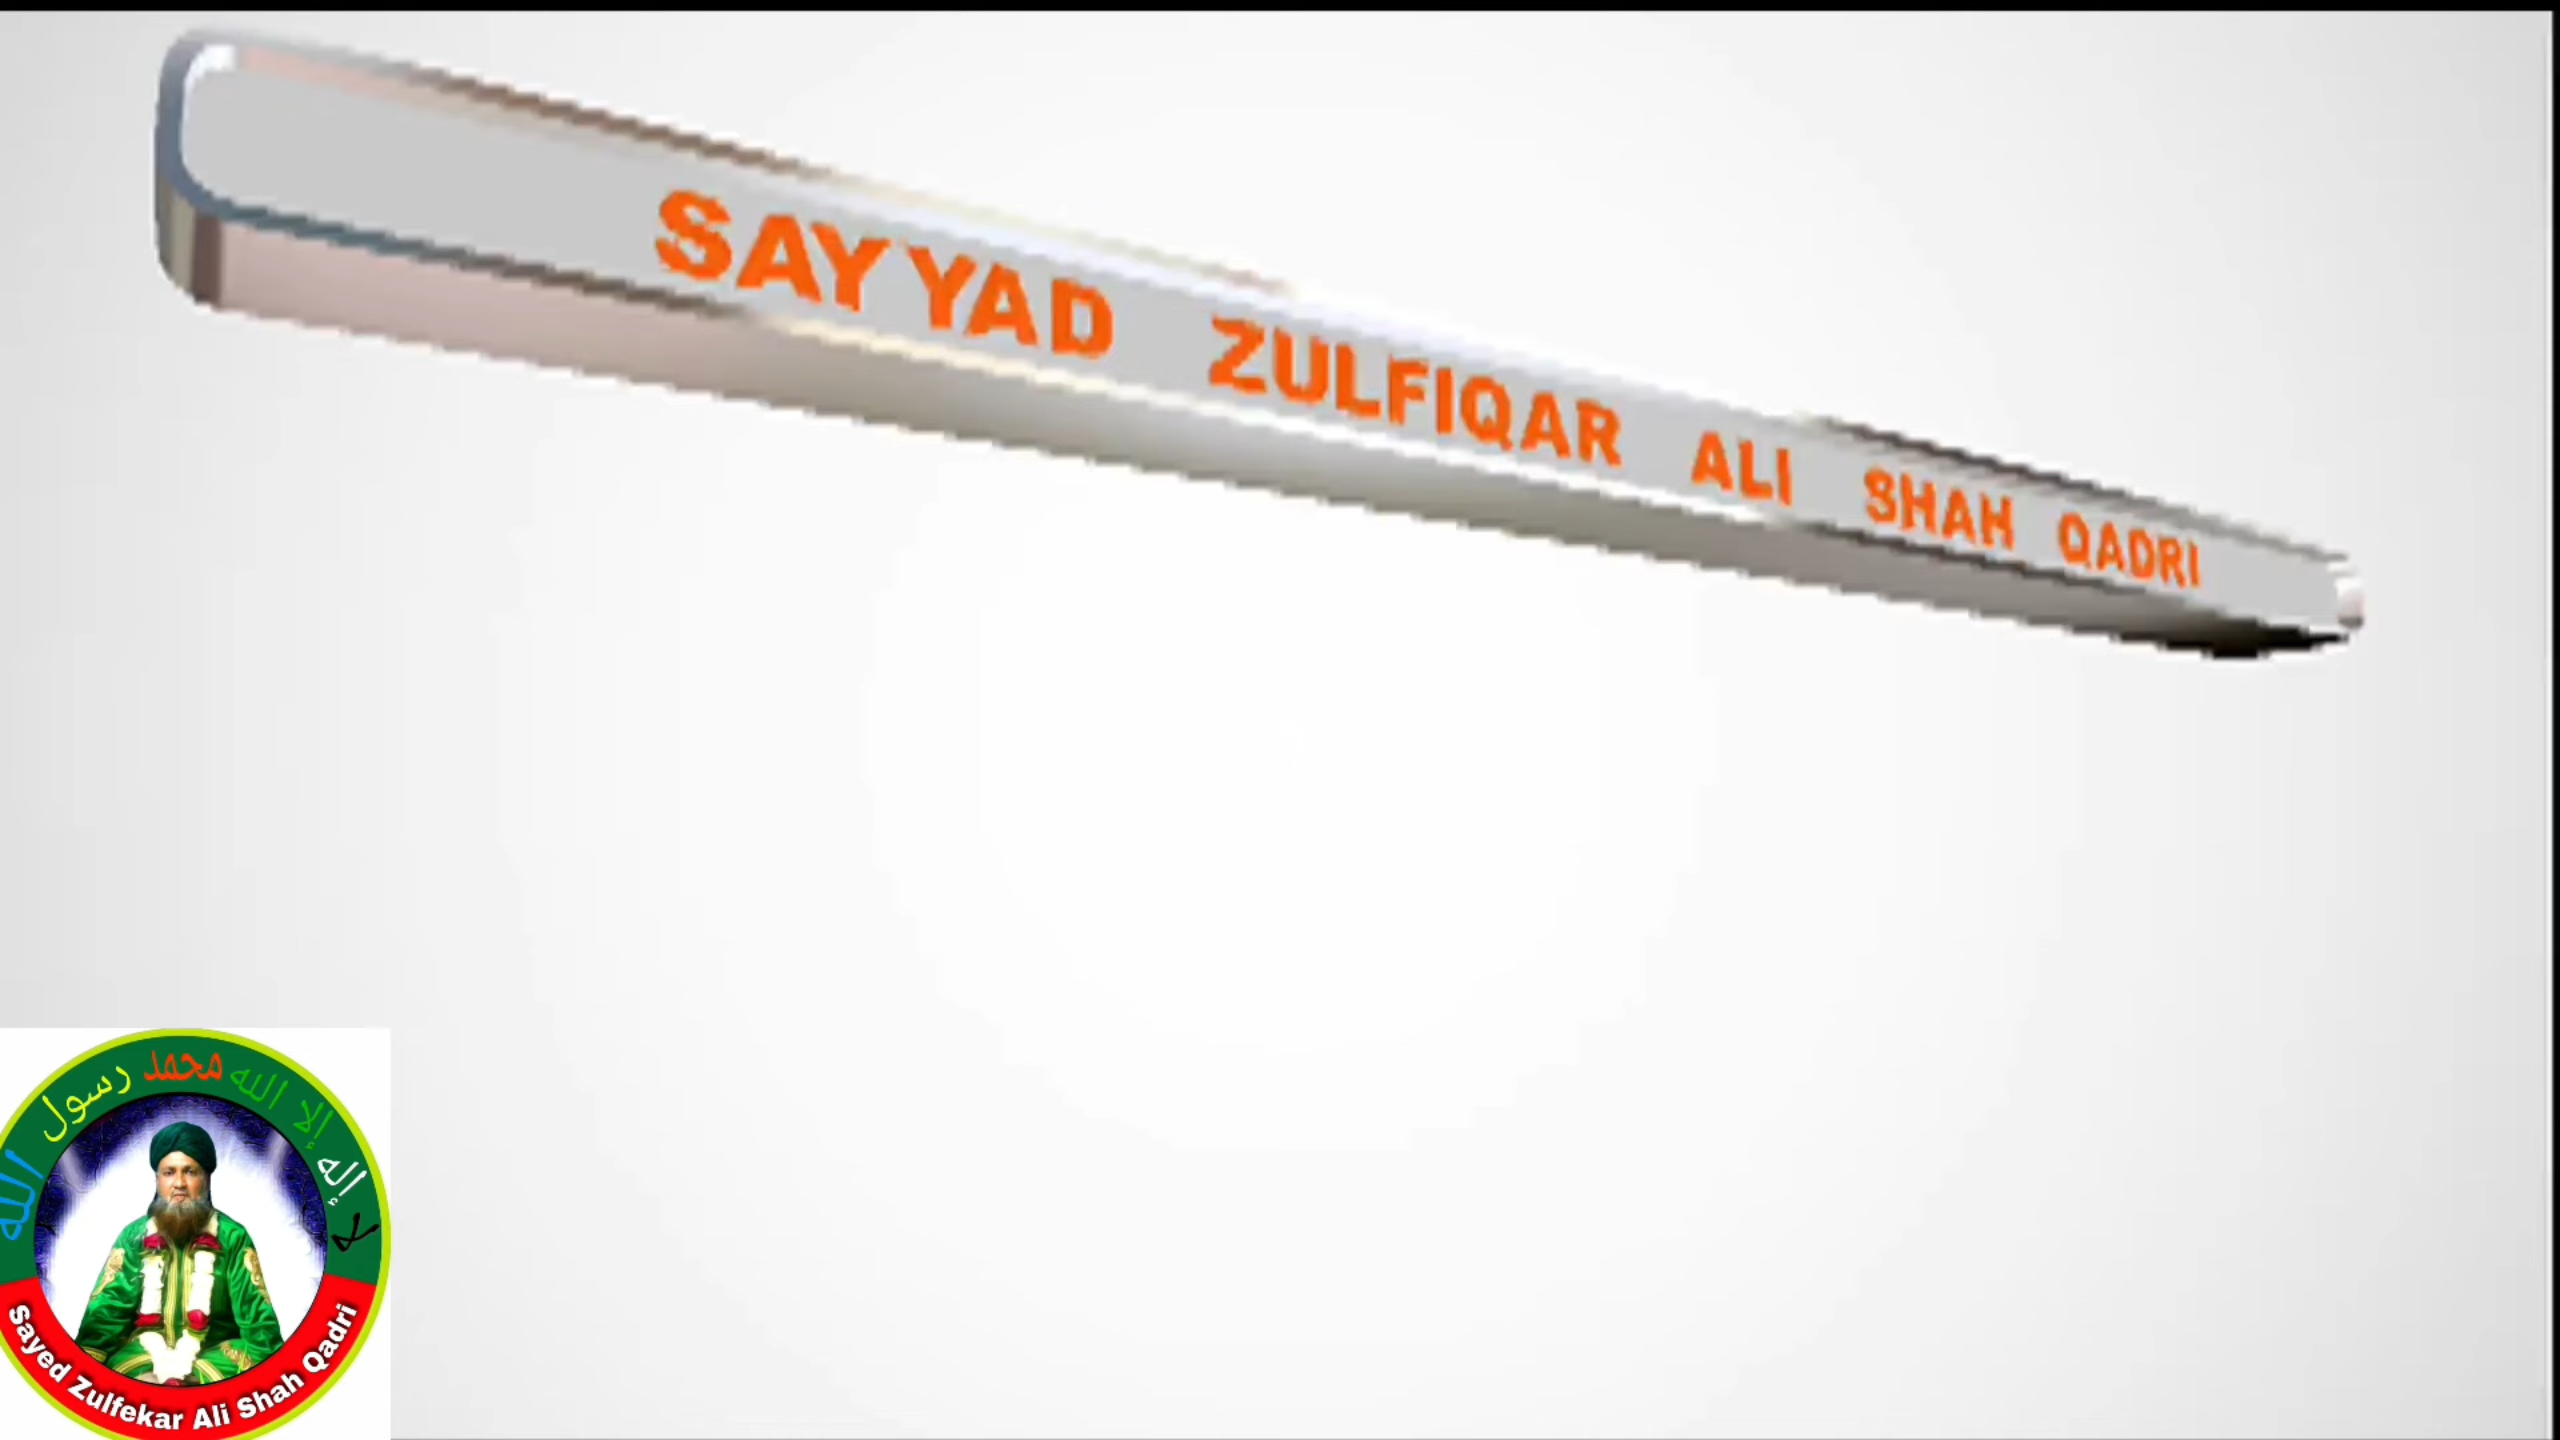 SAYYAD ZULFIQAR ALI SHAH QADRI
لا إله إلا الله محمد رسول الله
Sayed Zulfekar Ali Shah Qadri